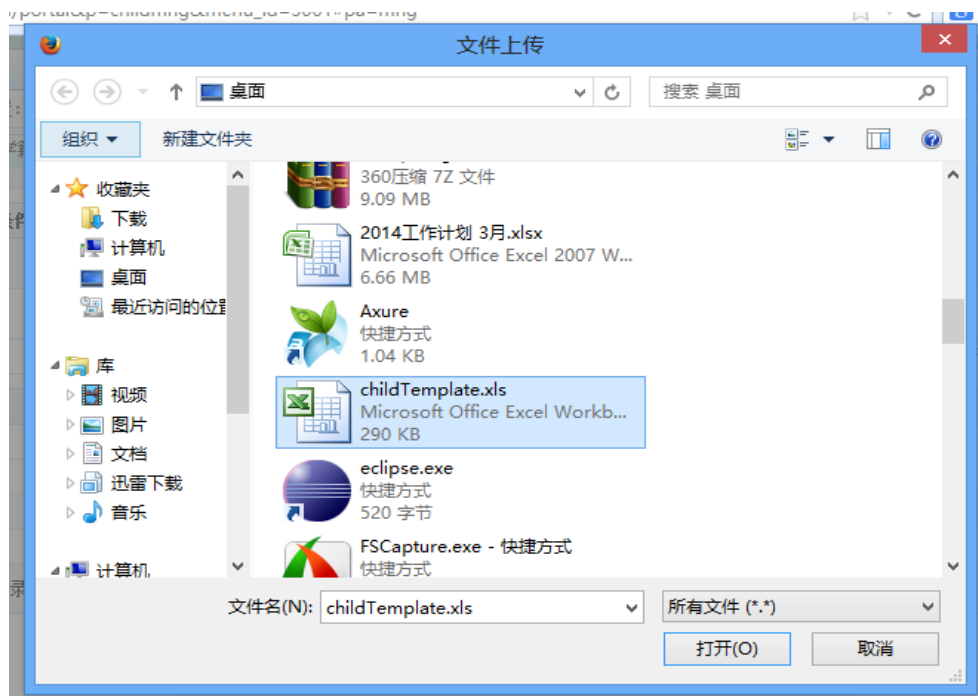 文件上传
桌面
搜索 桌面
组织
新建文件夹
收藏夹
下载
计算机
桌面
最近访问的位置
库
视频
图片
文档
迅雷下载
音乐
计算机
360压缩 7Z 文件
9.09 MB
2014工作计划 3月.xlsx
Microsoft Office Excel 2007 W...
6.66 MB
Axure
快捷方式
1.04 KB
childTemplate.xls
Microsoft Office Excel Workb...
290 KB
eclipse.exe
快捷方式
520 字节
FSCapture.exe - 快捷方式
快捷方式
文件名(N): childTemplate.xls
所有文件 (*.*)
打开(O)
取消